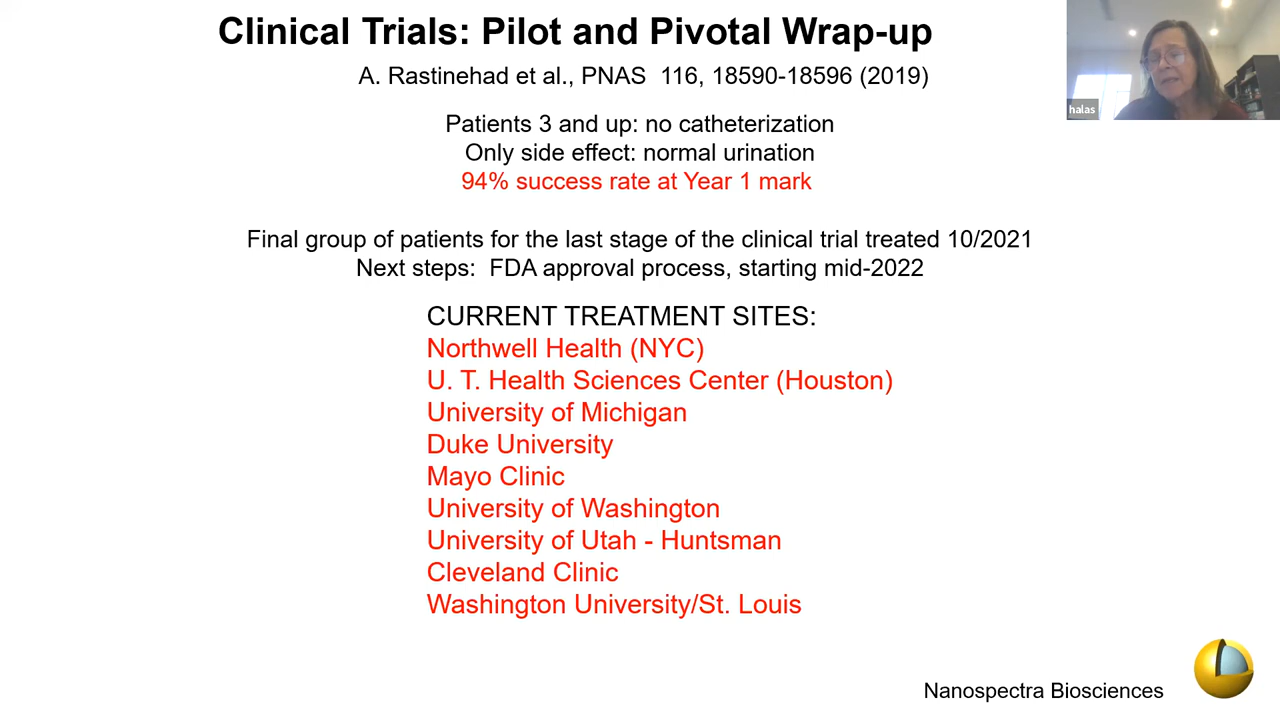 Clinical Trials: Pilot and Pivotal Wrap-up
A. Rastinehad et al., PNAS 116, 18590-18596 (2019)
halas
Patients 3 and up: no catheterization
Only side effect: normal urination
94% success rate at Year 1 mark
Final group of patients for the last stage of the clinical trial treated 10/2021
Next steps: FDA approval process, starting mid-2022
CURRENT TREATMENT SITES:
Northwell Health (NYC)
U. T. Health Sciences Center (Houston)
University of Michigan
Duke University
Mayo Clinic
University of Washington
University of Utah - Huntsman
Cleveland Clinic
Washington University/St. Louis
Nanospectra Biosciences